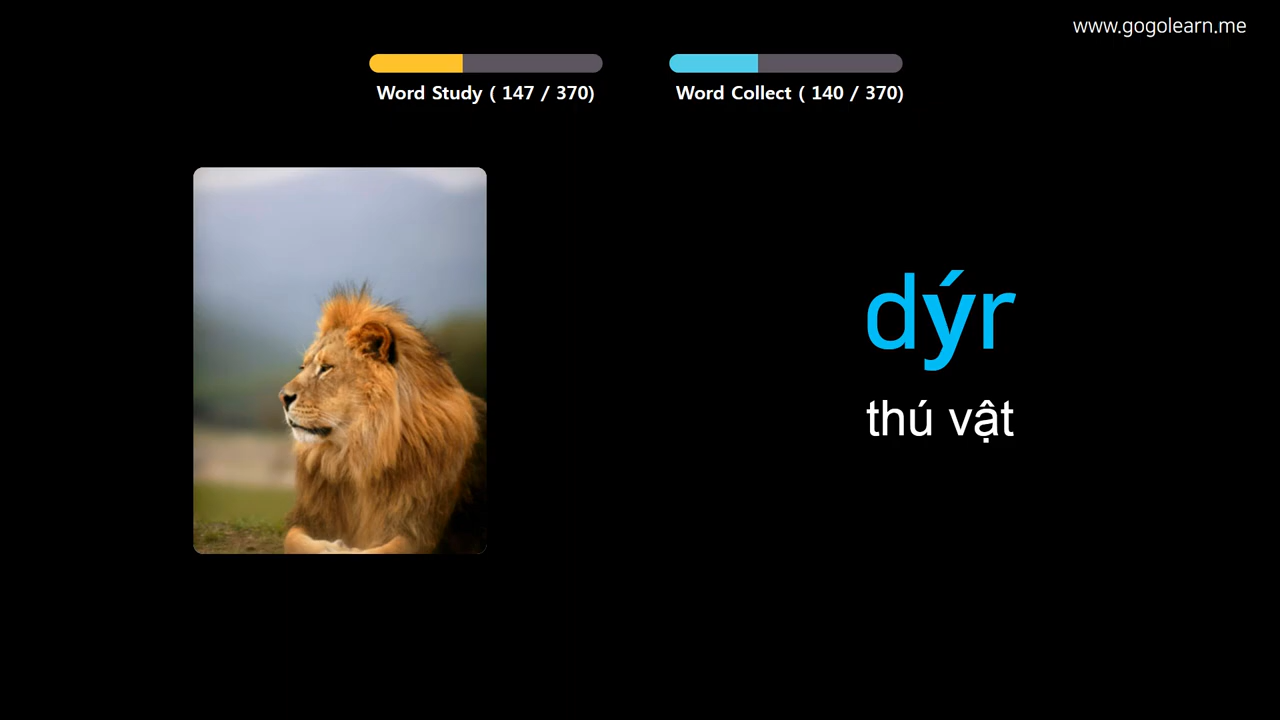 www.gogolearn.me
Word Study ( 147 / 370)
Word Collect ( 140 / 370)
dýr
thú vật